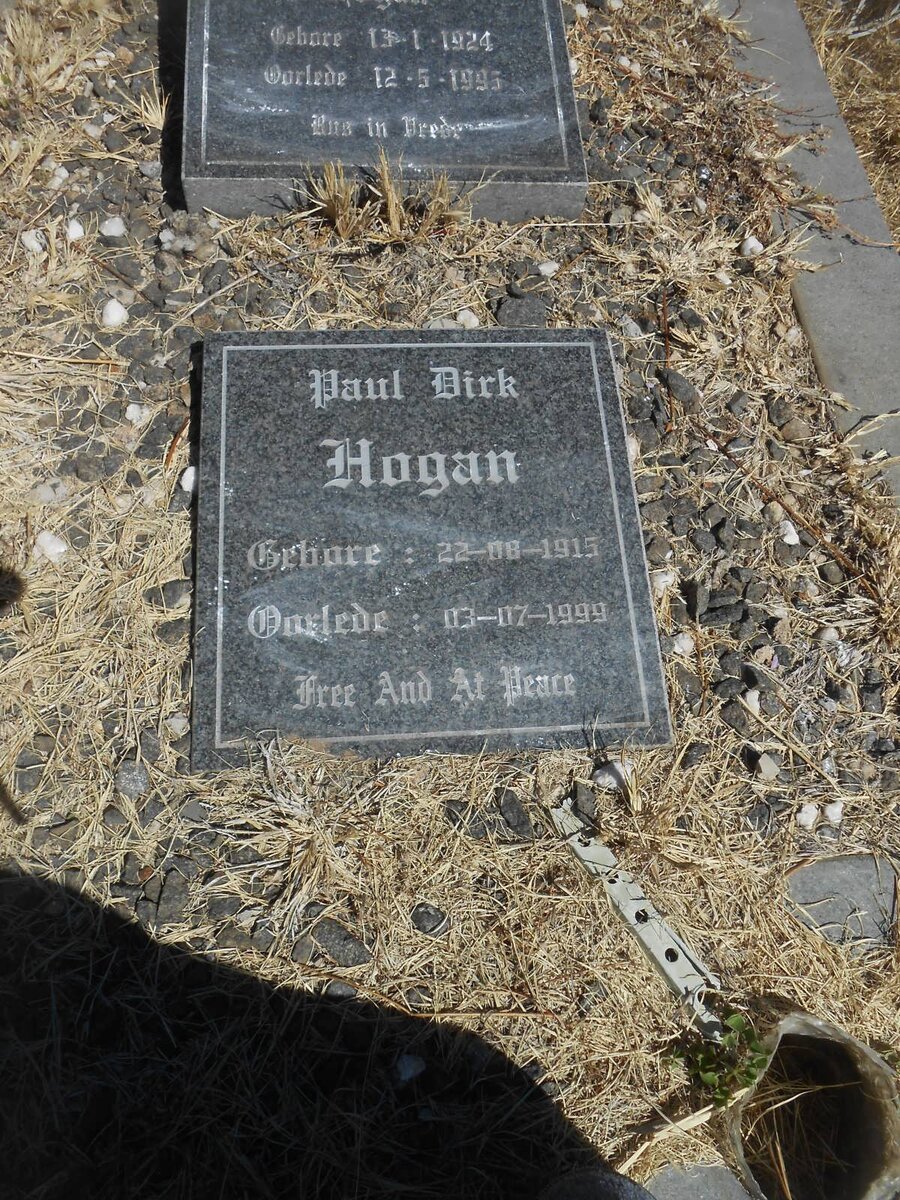 Gebore 13-1-1924
Oorlede 12-5-1995
Rus in Vrede
Paul Dirk
Hogan
Gebore : 22-08-1915
Oorlede : 03-07-1999
Free And At Peace